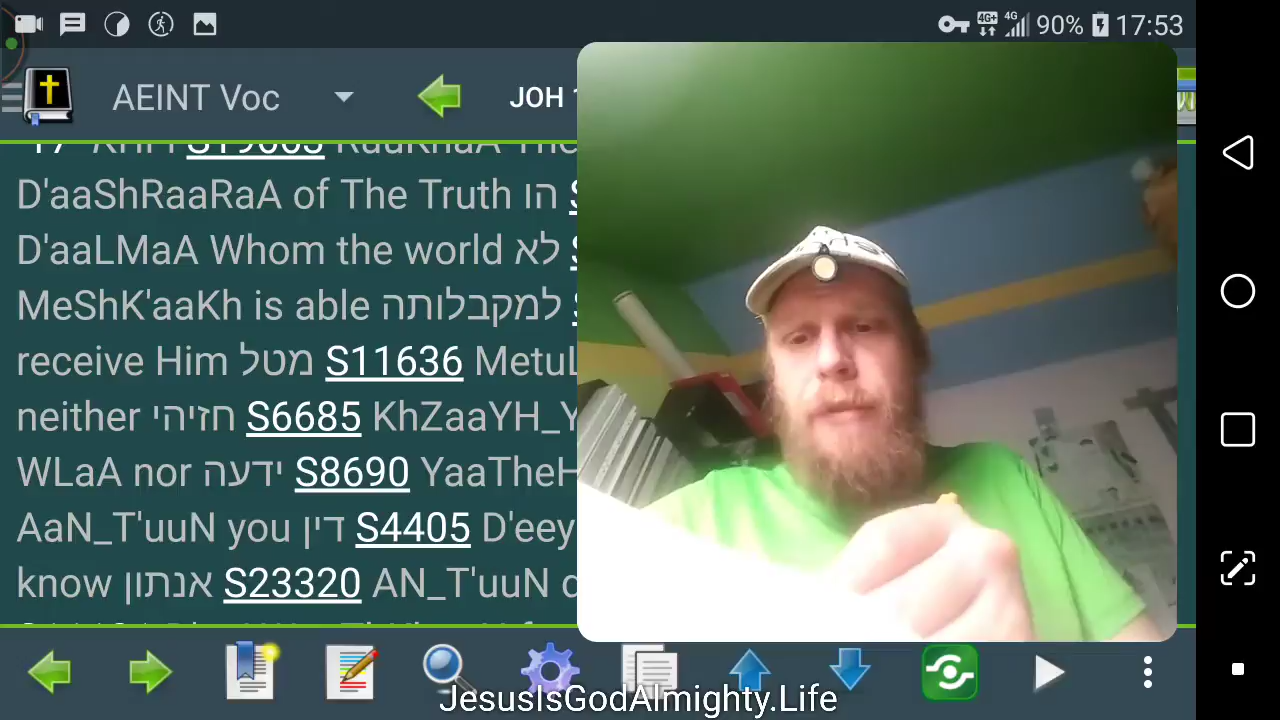 90% 17:53
AEINT Voc
JOH
D'aaShRaaRaA of The Truth הו
D'aaLMaA Whom the world לא
MeShK'aaKh is able למקבלותה
receive Him מטל S11636 MetuL
neither חזיהי S6685 KhZaaYH_Y
WLaA nor ידעה S8690 YaaTheH
AaN_T'uuN you דין S4405 D'eey
know אנתון S23320 AN_T'uuN
JesusIsGodAlmighty.Life